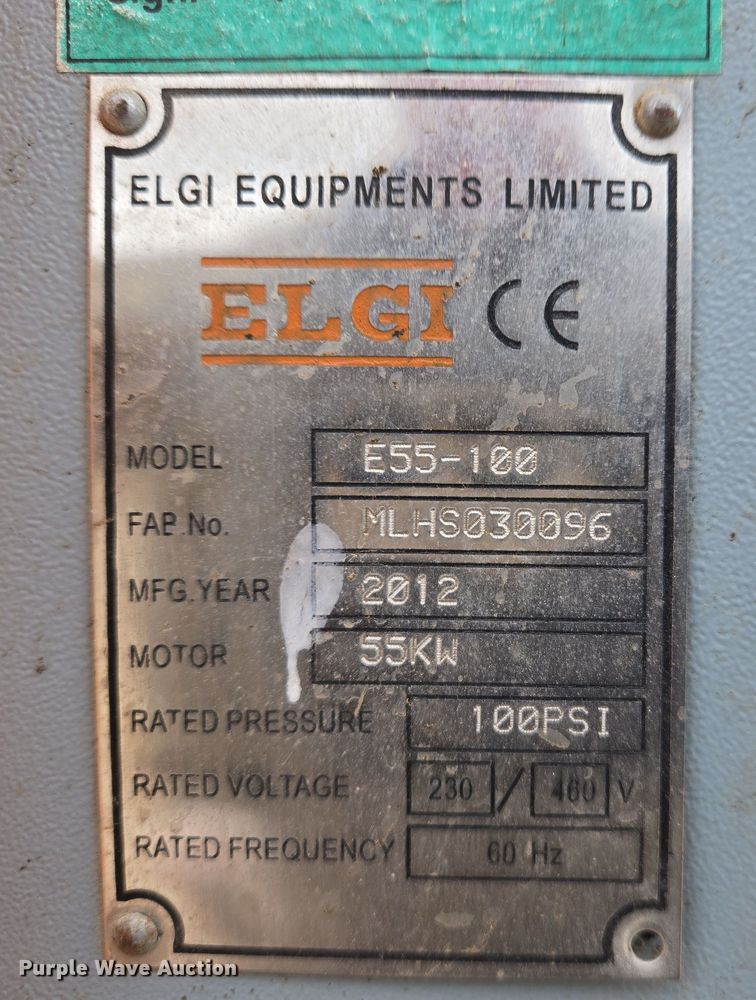 ELGI EQUIPMENTS LIMITED
ELGI CE
MODEL E55-100
FAB No. MLHS030096
MFG.YEAR 2012
MOTOR 55KW
RATED PRESSURE 100PSI
RATED VOLTAGE 230 / 460 V
RATED FREQUENCY 60 Hz
Purple Wave Auction